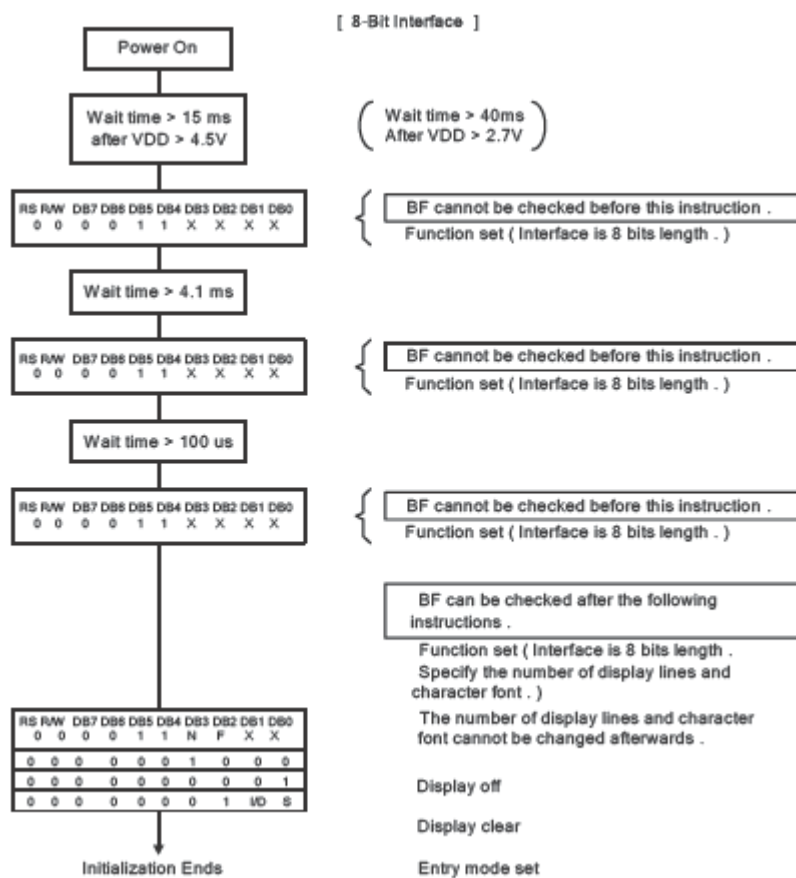 [ 8-Bit Interface ]
Power On
Wait time > 15 ms
after VDD > 4.5V
Wait time > 40ms
After VDD > 2.7V
RS R/W DB7 DB6 DB5 DB4 DB3 DB2 DB1 DB0
0 0 0 0 1 1 X X X X
BF cannot be checked before this instruction .
Function set ( Interface is 8 bits length . )
Wait time > 4.1 ms
RS R/W DB7 DB6 DB5 DB4 DB3 DB2 DB1 DB0
0 0 0 0 1 1 X X X X
BF cannot be checked before this instruction .
Function set ( Interface is 8 bits length . )
Wait time > 100 us
RS R/W DB7 DB6 DB5 DB4 DB3 DB2 DB1 DB0
0 0 0 0 1 1 X X X X
BF cannot be checked before this instruction .
Function set ( Interface is 8 bits length . )
BF can be checked after the following
instructions .
Function set ( Interface is 8 bits length .
Specify the number of display lines and
character font . )
The number of display lines and character
font cannot be changed afterwards .
RS R/W DB7 DB6 DB5 DB4 DB3 DB2 DB1 DB0
0 0 0 0 1 1 N F X X
0 0 0 0 0 0 1 0 0 0
0 0 0 0 0 0 0 0 0 1
0 0 0 0 0 0 0 1 I/D S
Display off
Display clear
Entry mode set
Initialization Ends